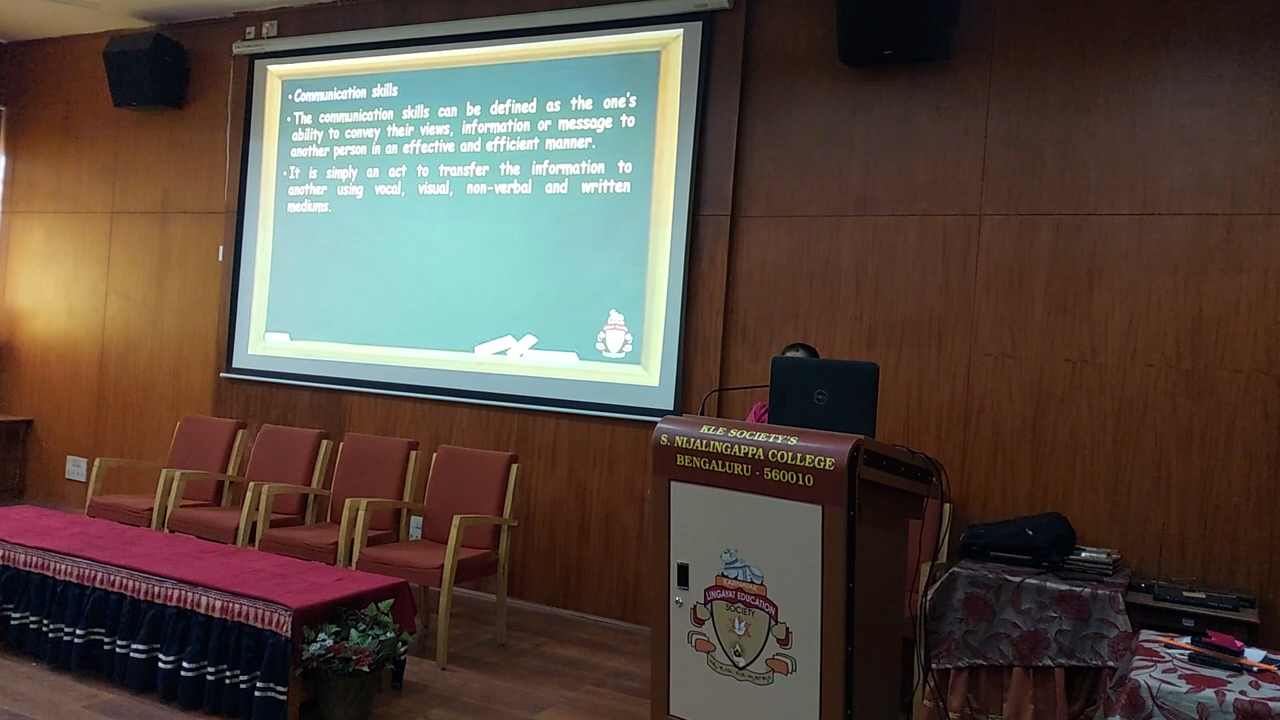 • Communication skills
• The communication skills can be defined as the one's
ability to convey their views, information or message to
another person in an effective and efficient manner.
• It is simply an act to transfer the information to
another using vocal, visual, non-verbal and written
mediums.
KLE SOCIETY'S
S. NIJALINGAPPA COLLEGE
BENGALURU - 560010
KARNATAK
LINGAYAT EDUCATION
SOCIETY
DELL